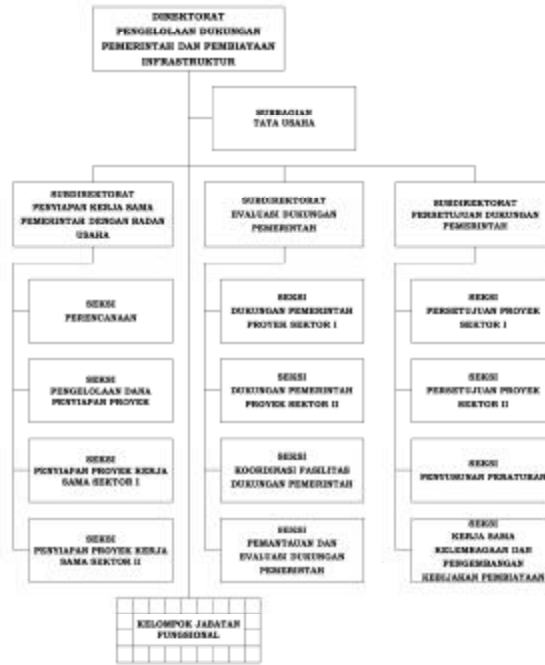 DIREKTORAT
PENGELOLAAN DUKUNGAN
PEMERINTAH DAN PEMBIAYAAN
INFRASTRUKTUR
SUBBAGIAN
TATA USAHA
SUBDIREKTORAT
PENYIAPAN KERJA SAMA
PEMERINTAH DENGAN BADAN
USAHA
SUBDIREKTORAT
EVALUASI DUKUNGAN
PEMERINTAH
SUBDIREKTORAT
PERSETUJUAN DUKUNGAN
PEMERINTAH
SEKSI
PERENCANAAN
SEKSI
DUKUNGAN PEMERINTAH
PROYEK SEKTOR I
SEKSI
PERSETUJUAN PROYEK
SEKTOR I
SEKSI
PENGELOLAAN DANA
PENYIAPAN PROYEK
SEKSI
DUKUNGAN PEMERINTAH
PROYEK SEKTOR II
SEKSI
PERSETUJUAN PROYEK
SEKTOR II
SEKSI
PENYIAPAN PROYEK KERJA
SAMA SEKTOR I
SEKSI
KOORDINASI FASILITAS
DUKUNGAN PEMERINTAH
SEKSI
PENYUSUNAN PERATURAN
SEKSI
PENYIAPAN PROYEK KERJA
SAMA SEKTOR II
SEKSI
PEMANTAUAN DAN
EVALUASI DUKUNGAN
PEMERINTAH
SEKSI
KERJA SAMA
KELEMBAGAAN DAN
PENGEMBANGAN
KEBIJAKAN PEMBIAYAAN
KELOMPOK JABATAN
FUNGSIONAL